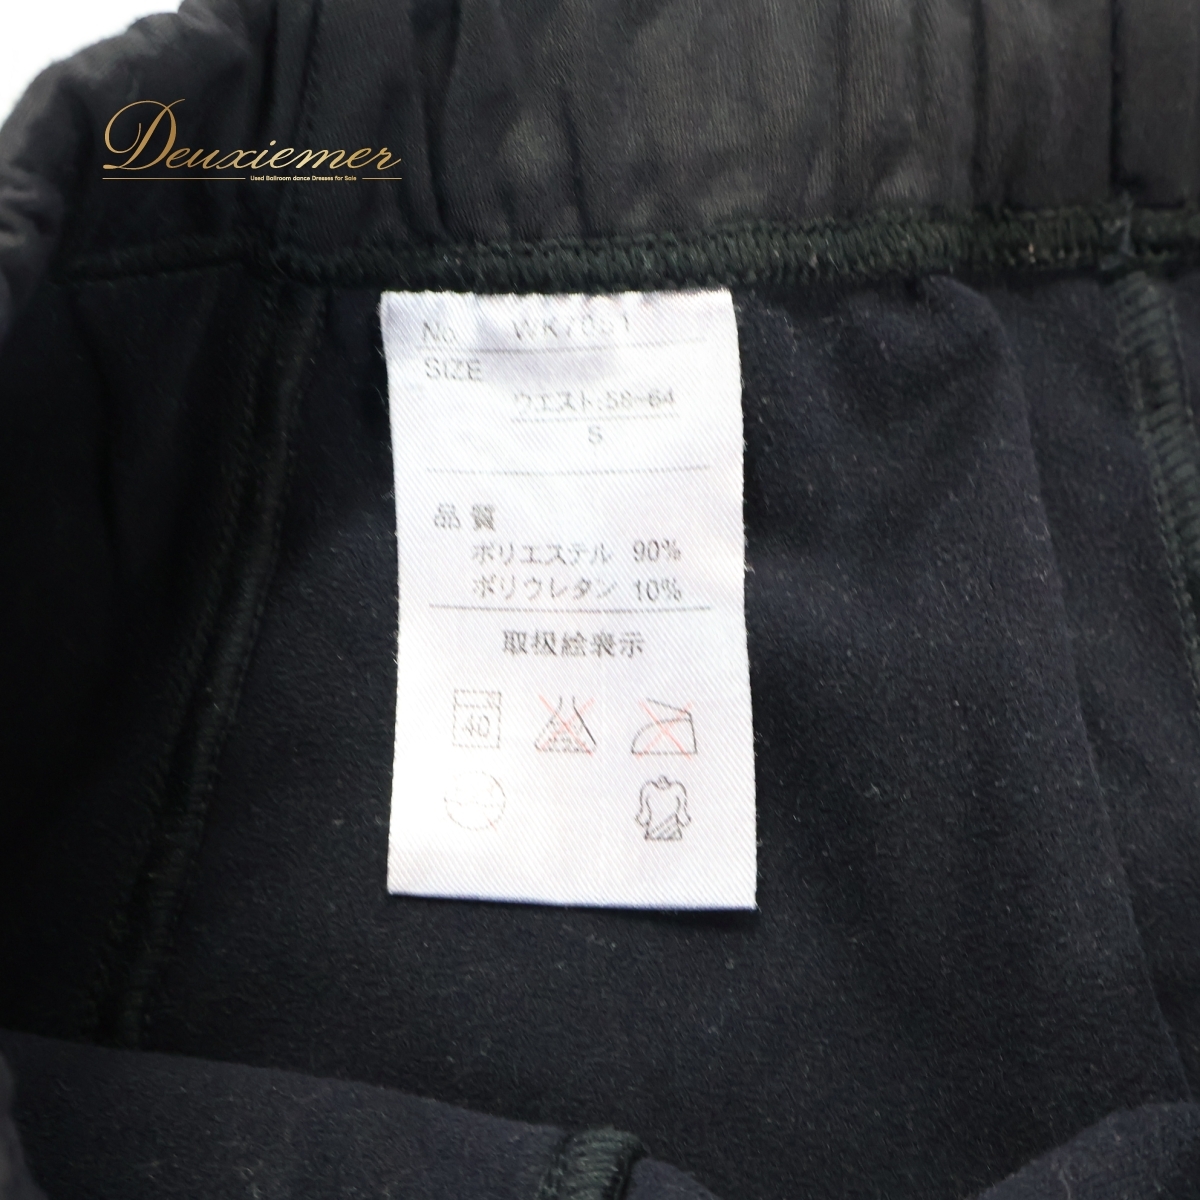 Deuxiemer
Used Ballroom dance Dresses for Sale
No.
SIZE
ウエスト:58~64
S
品質
ポリエステル 90%
ポリウレタン 10%
取扱絵表示
40